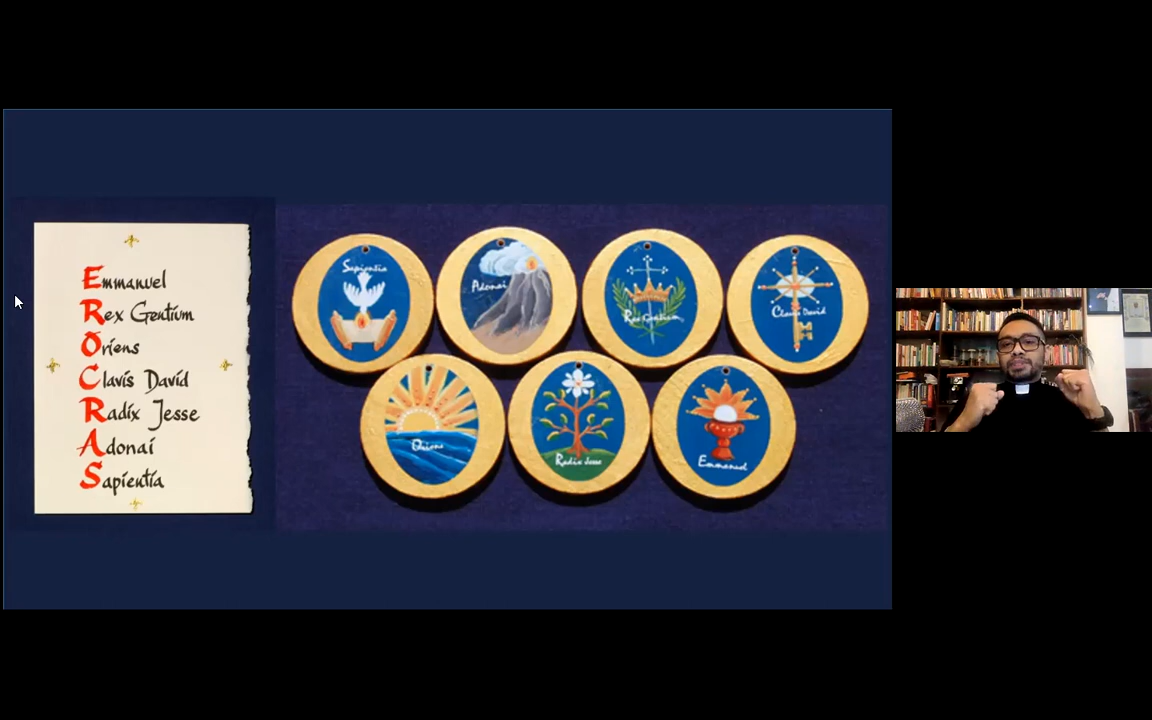 Emmanuel
Rex Gentium
Oriens
Clavis David
Radix Jesse
Adonai
Sapientia
Sapientia
Adonai
Rex Gentium
Clavis David
Oriens
Radix Jesse
Emmanuel